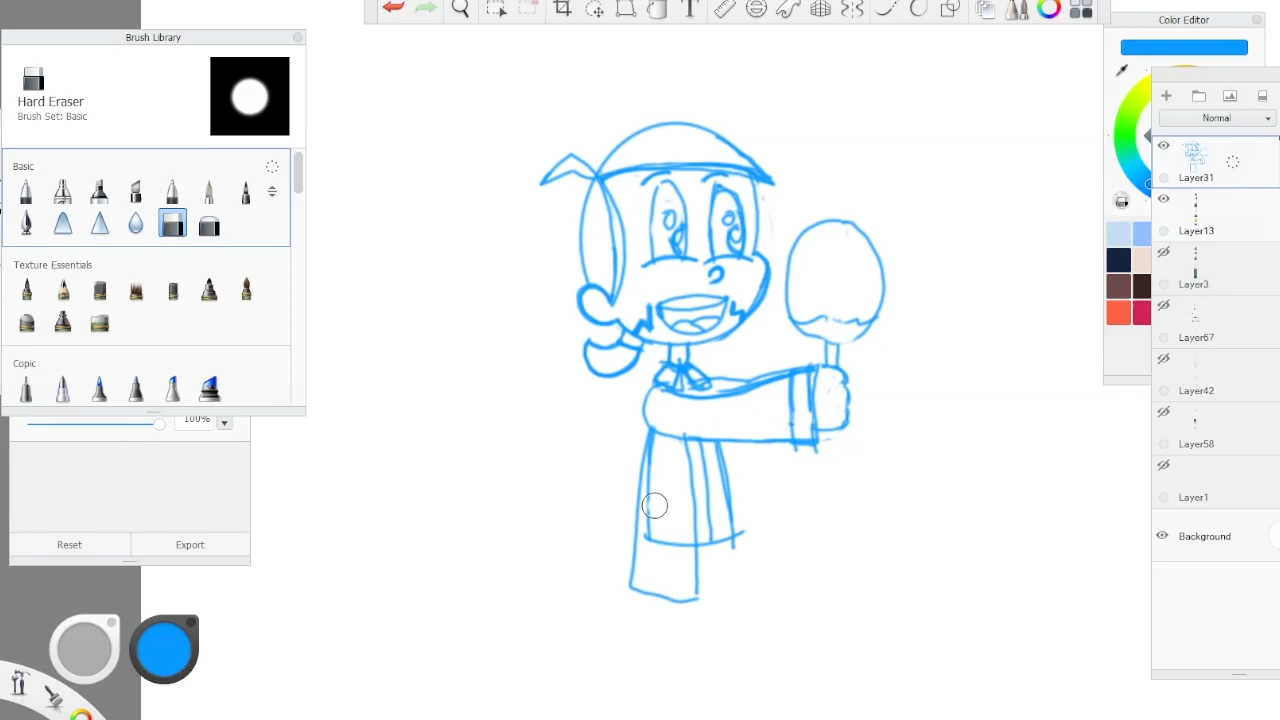 Brush Library
Hard Eraser
Brush Set: Basic
Basic
Texture Essentials
Copic
100%
Reset
Export
T
Color Editor
Normal
Layer31
Layer13
Layer3
Layer67
Layer42
Layer58
Layer1
Background